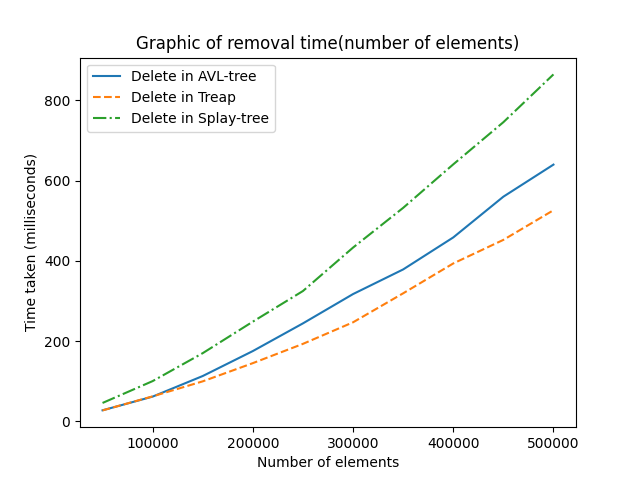 Graphic of removal time(number of elements)
Delete in AVL-tree
Delete in Treap
Delete in Splay-tree
Time taken (milliseconds)
800
600
400
200
0
100000 200000 300000 400000 500000
Number of elements